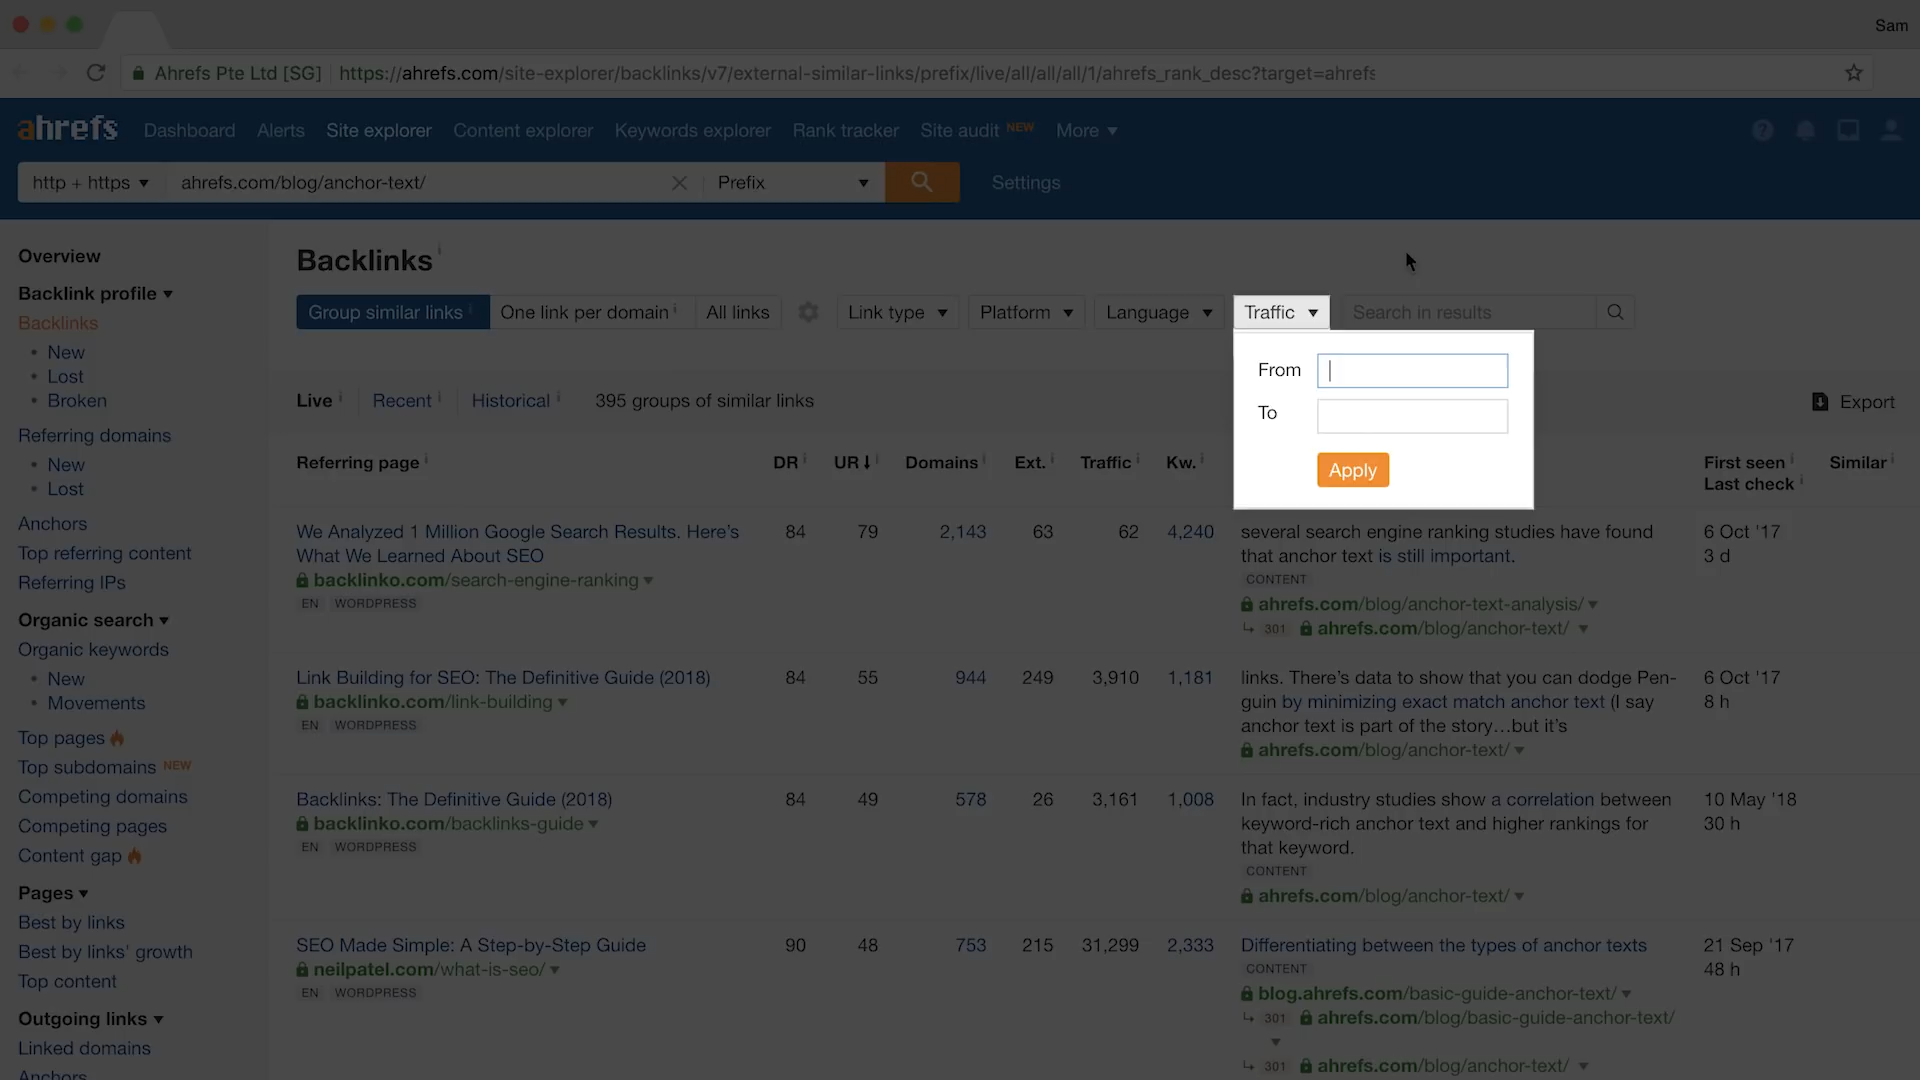 Sam
Ahrefs Pte Ltd [SG] https://ahrefs.com/site-explorer/backlinks/v7/external-similar-links/prefix/live/all/all/all/1/ahrefs_rank_desc?target=ahrefs
ahrefs Dashboard Alerts Site explorer Content explorer Keywords explorer Rank tracker Site audit NEW More
http + https ahrefs.com/blog/anchor-text/ Prefix Settings
Overview
Backlink profile
Backlinks
New
Lost
Broken
Referring domains
New
Lost
Anchors
Top referring content
Referring IPs
Organic search
Organic keywords
New
Movements
Top pages
Top subdomains NEW
Competing domains
Competing pages
Content gap
Pages
Best by links
Best by links' growth
Top content
Outgoing links
Linked domains
Anchors
Backlinks
Group similar links One link per domain All links Link type Platform Language Traffic Search in results
From
To
Apply
Live Recent Historical 395 groups of similar links Export
Referring page DR UR Domains Ext. Traffic Kw. First seen Similar
Last check
We Analyzed 1 Million Google Search Results. Here's 84 79 2,143 63 62 4,240 several search engine ranking studies have found 6 Oct '17
What We Learned About SEO that anchor text is still important. 3 d
backlinko.com/search-engine-ranking CONTENT
EN WORDPRESS ahrefs.com/blog/anchor-text-analysis/
301 ahrefs.com/blog/anchor-text/
Link Building for SEO: The Definitive Guide (2018) 84 55 944 249 3,910 1,181 links. There's data to show that you can dodge Pen- 6 Oct '17
backlinko.com/link-building guin by minimizing exact match anchor text (I say 8 h
EN WORDPRESS anchor text is part of the story…but it's
ahrefs.com/blog/anchor-text/
Backlinks: The Definitive Guide (2018) 84 49 578 26 3,161 1,008 In fact, industry studies show a correlation between 10 May '18
backlinko.com/backlinks-guide keyword-rich anchor text and higher rankings for 30 h
EN WORDPRESS that keyword.
CONTENT
ahrefs.com/blog/anchor-text/
SEO Made Simple: A Step-by-Step Guide 90 48 753 215 31,299 2,333 Differentiating between the types of anchor texts 21 Sep '17
neilpatel.com/what-is-seo/ CONTENT 48 h
EN WORDPRESS blog.ahrefs.com/basic-guide-anchor-text/
301 ahrefs.com/blog/basic-guide-anchor-text/
301 ahrefs.com/blog/anchor-text/